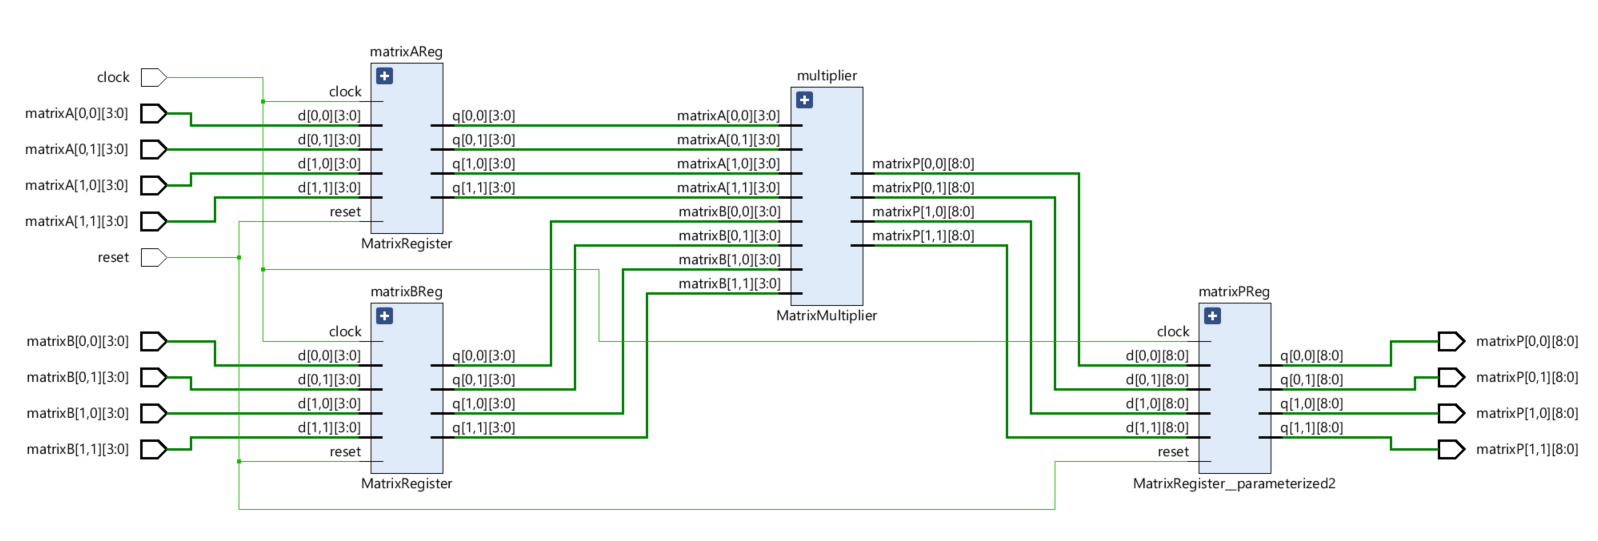 clock
matrixA[0,0][3:0]
matrixA[0,1][3:0]
matrixA[1,0][3:0]
matrixA[1,1][3:0]
reset
matrixB[0,0][3:0]
matrixB[0,1][3:0]
matrixB[1,0][3:0]
matrixB[1,1][3:0]
matrixAReg
clock
d[0,0][3:0]
d[0,1][3:0]
d[1,0][3:0]
d[1,1][3:0]
reset
q[0,0][3:0]
q[0,1][3:0]
q[1,0][3:0]
q[1,1][3:0]
MatrixRegister
matrixBReg
clock
d[0,0][3:0]
d[0,1][3:0]
d[1,0][3:0]
d[1,1][3:0]
reset
q[0,0][3:0]
q[0,1][3:0]
q[1,0][3:0]
q[1,1][3:0]
MatrixRegister
multiplier
matrixA[0,0][3:0]
matrixA[0,1][3:0]
matrixA[1,0][3:0]
matrixA[1,1][3:0]
matrixB[0,0][3:0]
matrixB[0,1][3:0]
matrixB[1,0][3:0]
matrixB[1,1][3:0]
matrixP[0,0][8:0]
matrixP[0,1][8:0]
matrixP[1,0][8:0]
matrixP[1,1][8:0]
MatrixMultiplier
matrixPReg
clock
d[0,0][8:0]
d[0,1][8:0]
d[1,0][8:0]
d[1,1][8:0]
reset
q[0,0][8:0]
q[0,1][8:0]
q[1,0][8:0]
q[1,1][8:0]
MatrixRegister__parameterized2
matrixP[0,0][8:0]
matrixP[0,1][8:0]
matrixP[1,0][8:0]
matrixP[1,1][8:0]